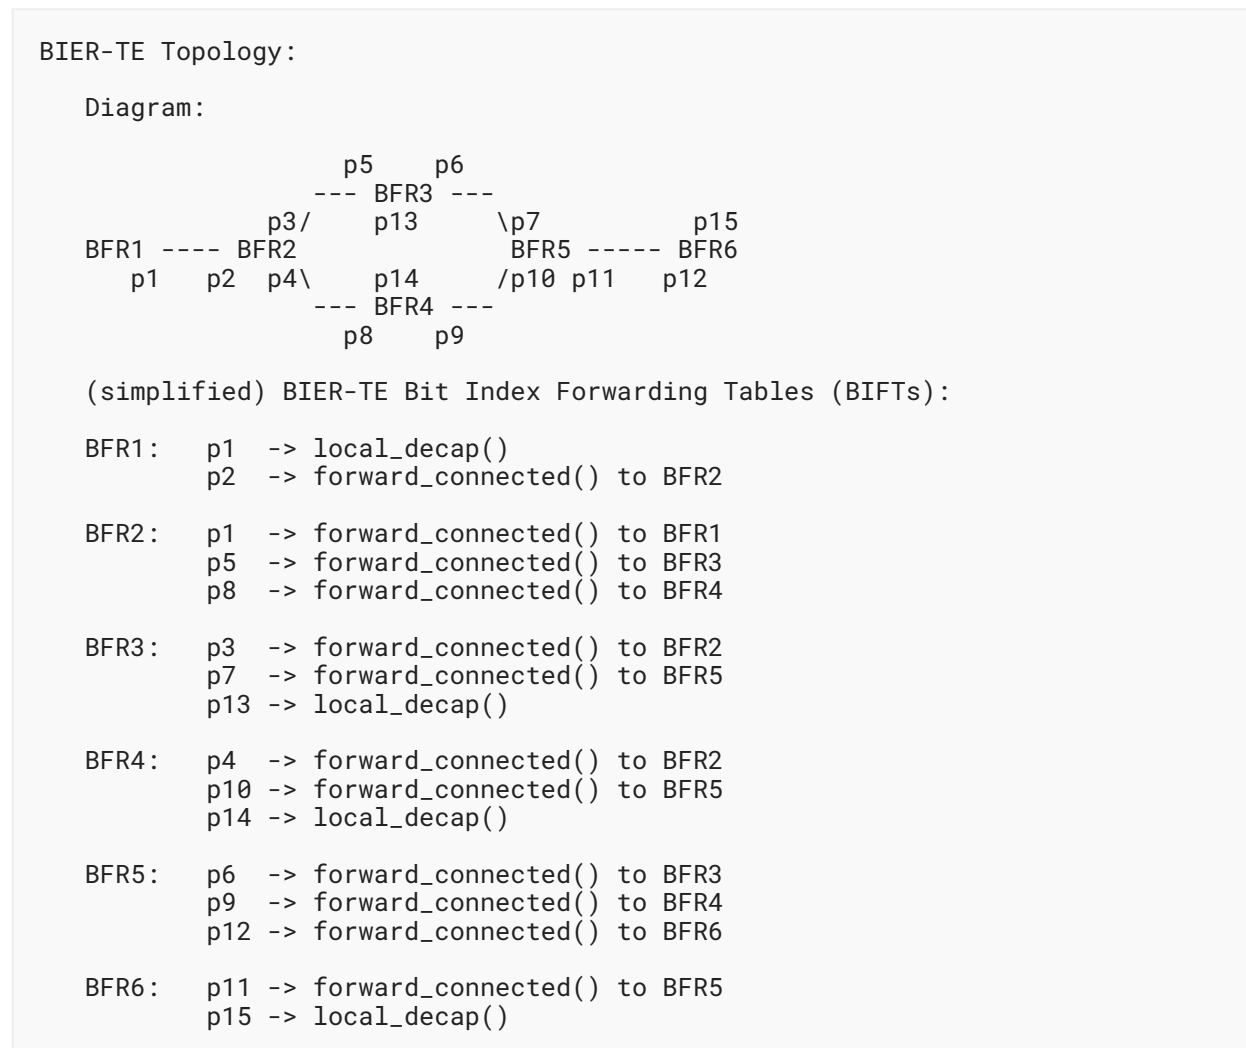 BIER-TE Topology:

   Diagram:

                    p5    p6
                  --- BFR3 ---
               p3/    p13     \p7          p15
   BFR1 ---- BFR2              BFR5 ----- BFR6
      p1   p2  p4\    p14     /p10 p11   p12
                  --- BFR4 ---
                    p8    p9

   (simplified) BIER-TE Bit Index Forwarding Tables (BIFTs):

   BFR1:   p1  -> local_decap()
           p2  -> forward_connected() to BFR2

   BFR2:   p1  -> forward_connected() to BFR1
           p5  -> forward_connected() to BFR3
           p8  -> forward_connected() to BFR4

   BFR3:   p3  -> forward_connected() to BFR2
           p7  -> forward_connected() to BFR5
           p13 -> local_decap()

   BFR4:   p4  -> forward_connected() to BFR2
           p10 -> forward_connected() to BFR5
           p14 -> local_decap()

   BFR5:   p6  -> forward_connected() to BFR3
           p9  -> forward_connected() to BFR4
           p12 -> forward_connected() to BFR6

   BFR6:   p11 -> forward_connected() to BFR5
           p15 -> local_decap()